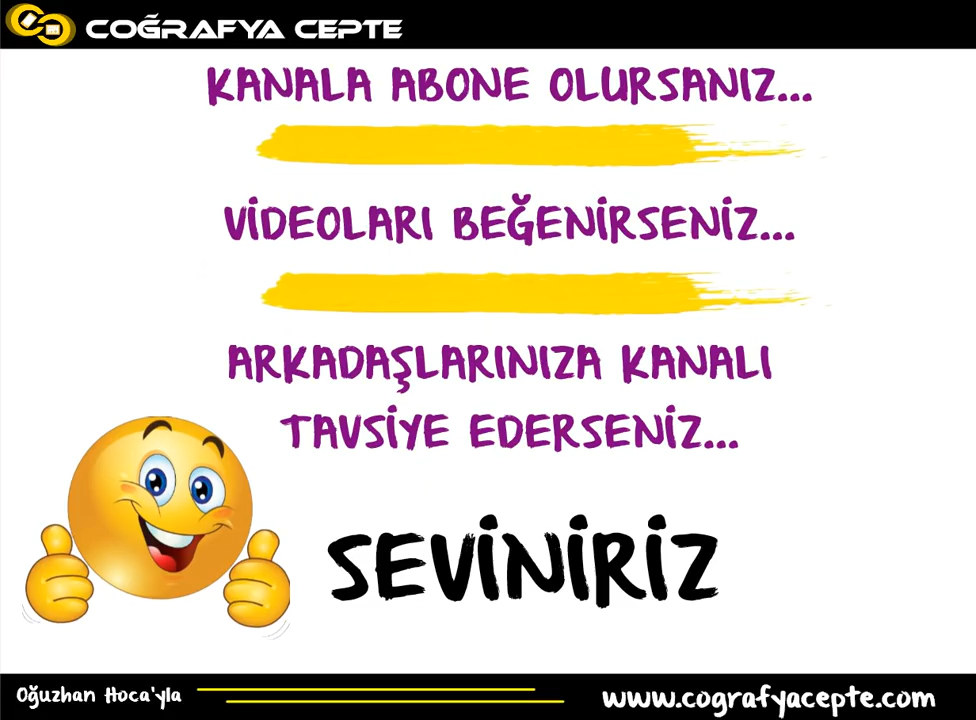 COĞRAFYA CEPTE
KANALA ABONE OLURSANIZ...
VİDEOLARI BEĞENİRSENİZ...
ARKADAŞLARINIZA KANALI
TAVSİYE EDERSENİZ...
SEVİNİRİZ
Oğuzhan Hoca'yla
www.cografyacepte.com